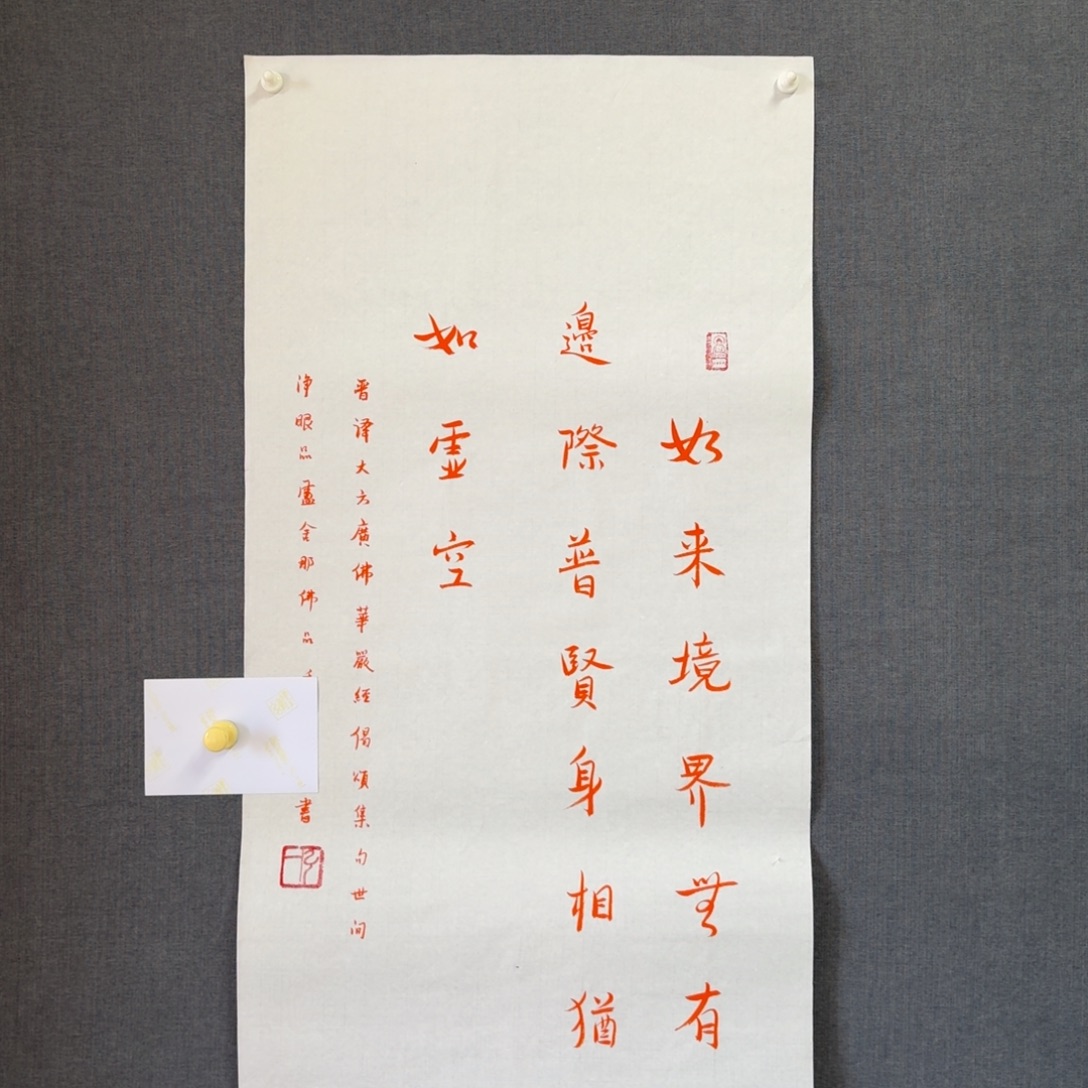 如来境界無有
邊際普賢身相猶
如虛空
晋譯大方廣佛華嚴經偈頌集句世间
淨眼品盧舍那佛品
書